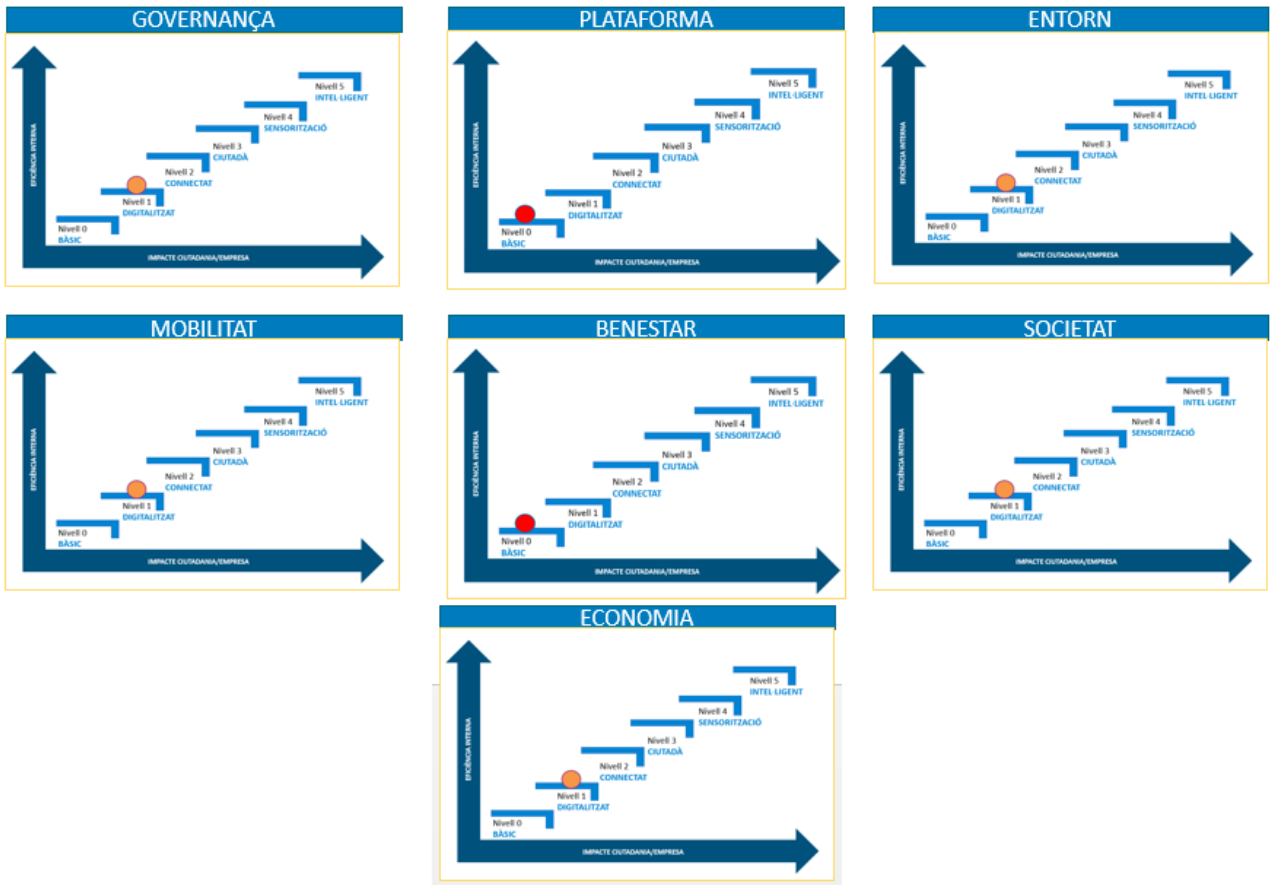 GOVERNANÇA
EFICIÈNCIA INTERNA
Nivell 5
INTEL·LIGENT
Nivell 4
SENSORITZACIÓ
Nivell 3
CIUTADÀ
Nivell 2
CONNECTAT
Nivell 1
DIGITALITZAT
Nivell 0
BÀSIC
IMPACTE CIUTADANIA/EMPRESA
PLATAFORMA
EFICIÈNCIA INTERNA
Nivell 5
INTEL·LIGENT
Nivell 4
SENSORITZACIÓ
Nivell 3
CIUTADÀ
Nivell 2
CONNECTAT
Nivell 1
DIGITALITZAT
Nivell 0
BÀSIC
IMPACTE CIUTADANIA/EMPRESA
ENTORN
EFICIÈNCIA INTERNA
Nivell 5
INTEL·LIGENT
Nivell 4
SENSORITZACIÓ
Nivell 3
CIUTADÀ
Nivell 2
CONNECTAT
Nivell 1
DIGITALITZAT
Nivell 0
BÀSIC
IMPACTE CIUTADANIA/EMPRESA
MOBILITAT
EFICIÈNCIA INTERNA
Nivell 5
INTEL·LIGENT
Nivell 4
SENSORITZACIÓ
Nivell 3
CIUTADÀ
Nivell 2
CONNECTAT
Nivell 1
DIGITALITZAT
Nivell 0
BÀSIC
IMPACTE CIUTADANIA/EMPRESA
BENESTAR
EFICIÈNCIA INTERNA
Nivell 5
INTEL·LIGENT
Nivell 4
SENSORITZACIÓ
Nivell 3
CIUTADÀ
Nivell 2
CONNECTAT
Nivell 1
DIGITALITZAT
Nivell 0
BÀSIC
IMPACTE CIUTADANIA/EMPRESA
SOCIETAT
EFICIÈNCIA INTERNA
Nivell 5
INTEL·LIGENT
Nivell 4
SENSORITZACIÓ
Nivell 3
CIUTADÀ
Nivell 2
CONNECTAT
Nivell 1
DIGITALITZAT
Nivell 0
BÀSIC
IMPACTE CIUTADANIA/EMPRESA
ECONOMIA
EFICIÈNCIA INTERNA
Nivell 5
INTEL·LIGENT
Nivell 4
SENSORITZACIÓ
Nivell 3
CIUTADÀ
Nivell 2
CONNECTAT
Nivell 1
DIGITALITZAT
Nivell 0
BÀSIC
IMPACTE CIUTADANIA/EMPRESA